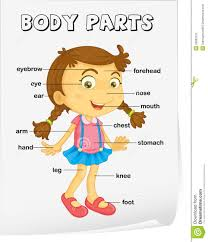 BODY PARTS
eyebrow
forehead
eye
ear
nose
mouth
chest
arm
hand
stomach
leg
knee
foot